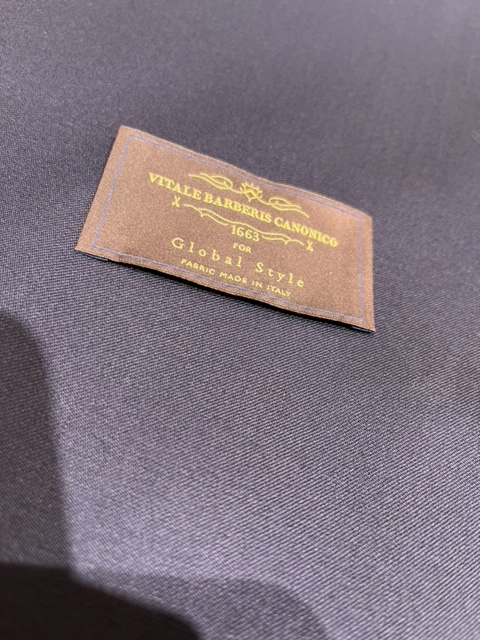 VITALE BARBERIS CANONICO
1663
FOR
Global Style
FABRIC MADE IN ITALY